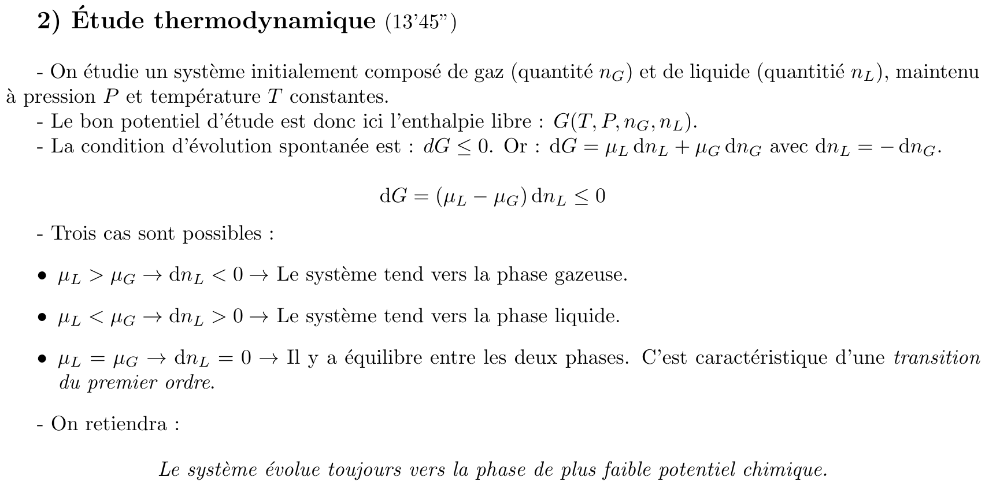 2) Étude thermodynamique (13'45")
- On étudie un système initialement composé de gaz (quantité $n_G$) et de liquide (quantitié $n_L$), maintenu
à pression $P$ et température $T$ constantes.
- Le bon potentiel d'étude est donc ici l'enthalpie libre : $G(T, P, n_G, n_L)$.
- La condition d'évolution spontanée est : $dG \leq 0$. Or : $\mathrm{d}G = \mu_L \, \mathrm{d}n_L + \mu_G \, \mathrm{d}n_G$ avec $\mathrm{d}n_L = -\, \mathrm{d}n_G$.
$\mathrm{d}G = (\mu_L - \mu_G) \, \mathrm{d}n_L \leq 0$
- Trois cas sont possibles :
• $\mu_L > \mu_G \rightarrow \mathrm{d}n_L < 0 \rightarrow$ Le système tend vers la phase gazeuse.
• $\mu_L < \mu_G \rightarrow \mathrm{d}n_L > 0 \rightarrow$ Le système tend vers la phase liquide.
• $\mu_L = \mu_G \rightarrow \mathrm{d}n_L = 0 \rightarrow$ Il y a équilibre entre les deux phases. C'est caractéristique d'une transition
du premier ordre.
- On retiendra :
Le système évolue toujours vers la phase de plus faible potentiel chimique.